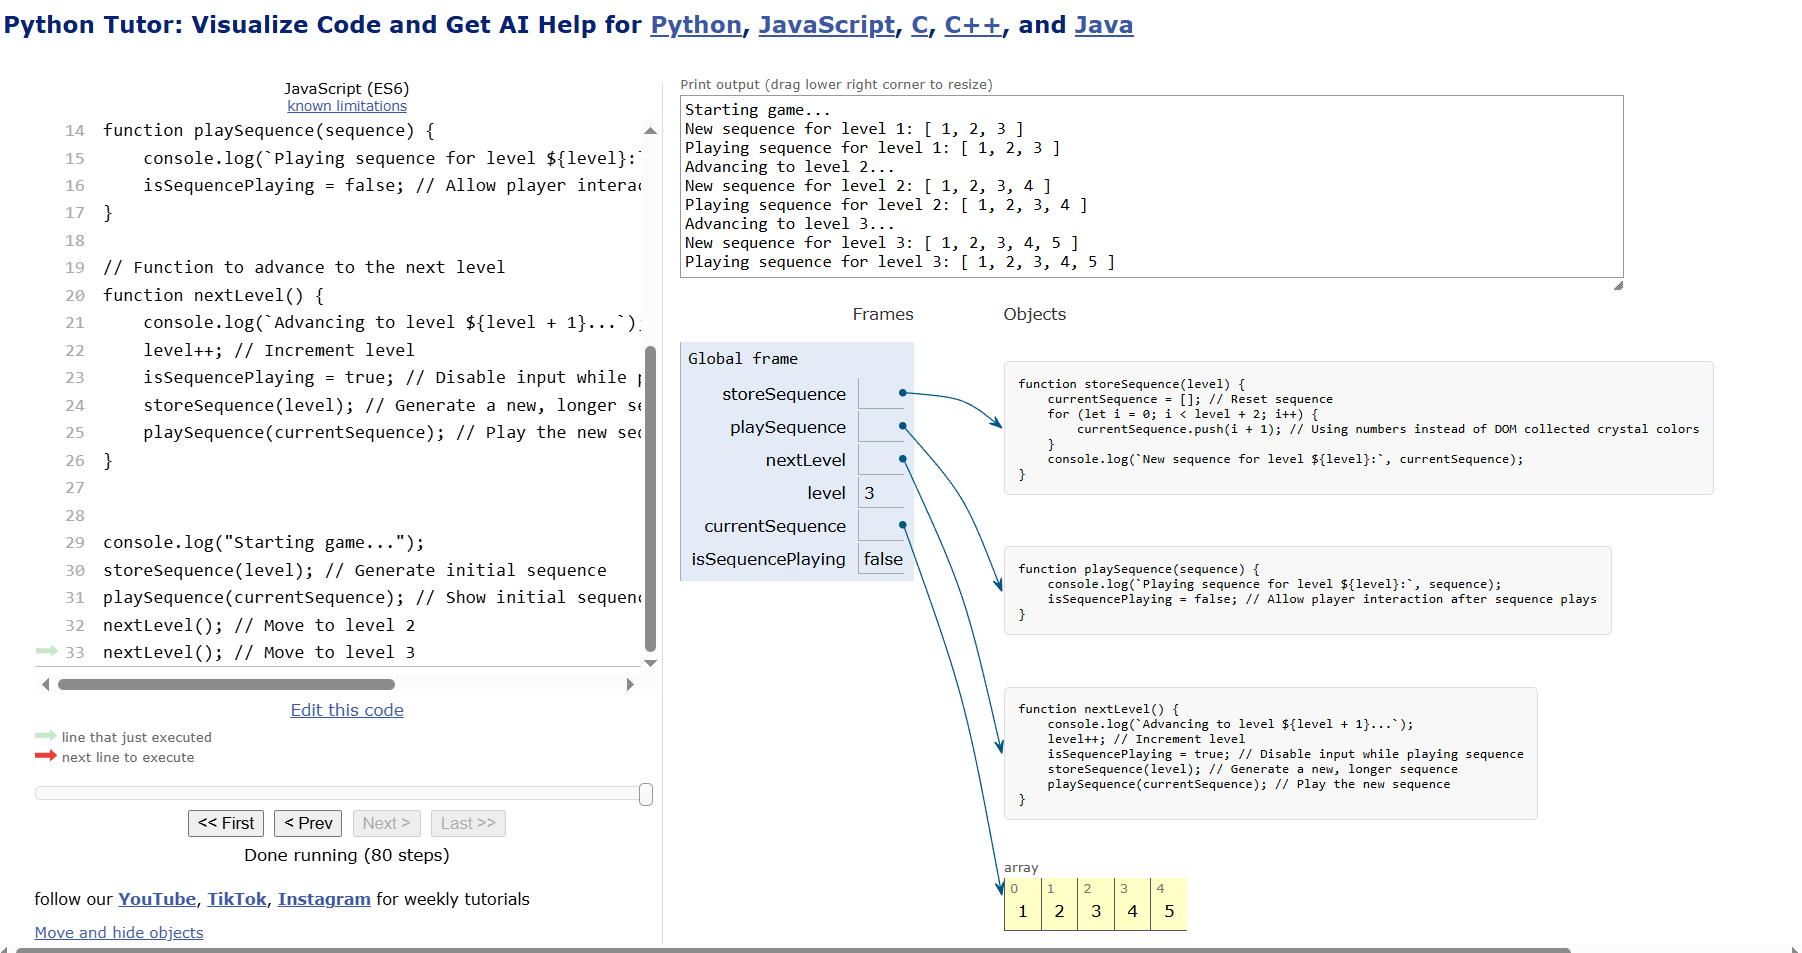 Python Tutor: Visualize Code and Get AI Help for Python, JavaScript, C, C++, and Java
JavaScript (ES6)
known limitations
14 function playSequence(sequence) {
15     console.log(`Playing sequence for level ${level}:`
16     isSequencePlaying = false; // Allow player interac
17 }
18
19 // Function to advance to the next level
20 function nextLevel() {
21     console.log(`Advancing to level ${level + 1}...`);
22     level++; // Increment level
23     isSequencePlaying = true; // Disable input while p
24     storeSequence(level); // Generate a new, longer se
25     playSequence(currentSequence); // Play the new sec
26 }
27
28
29 console.log("Starting game...");
30 storeSequence(level); // Generate initial sequence
31 playSequence(currentSequence); // Show initial sequenc
32 nextLevel(); // Move to level 2
33 nextLevel(); // Move to level 3
Edit this code
line that just executed
next line to execute
<< First
< Prev
Next >
Last >>
Done running (80 steps)
follow our YouTube, TikTok, Instagram for weekly tutorials
Move and hide objects
Print output (drag lower right corner to resize)
Starting game...
New sequence for level 1: [ 1, 2, 3 ]
Playing sequence for level 1: [ 1, 2, 3 ]
Advancing to level 2...
New sequence for level 2: [ 1, 2, 3, 4 ]
Playing sequence for level 2: [ 1, 2, 3, 4 ]
Advancing to level 3...
New sequence for level 3: [ 1, 2, 3, 4, 5 ]
Playing sequence for level 3: [ 1, 2, 3, 4, 5 ]
Frames
Objects
Global frame
storeSequence
playSequence
nextLevel
level 3
currentSequence
isSequencePlaying false
function storeSequence(level) {
    currentSequence = []; // Reset sequence
    for (let i = 0; i < level + 2; i++) {
        currentSequence.push(i + 1); // Using numbers instead of DOM collected crystal colors
    }
    console.log(`New sequence for level ${level}:`, currentSequence);
}
function playSequence(sequence) {
    console.log(`Playing sequence for level ${level}:`, sequence);
    isSequencePlaying = false; // Allow player interaction after sequence plays
}
function nextLevel() {
    console.log(`Advancing to level ${level + 1}...`);
    level++; // Increment level
    isSequencePlaying = true; // Disable input while playing sequence
    storeSequence(level); // Generate a new, longer sequence
    playSequence(currentSequence); // Play the new sequence
}
array
0 1 2 3 4
1 2 3 4 5